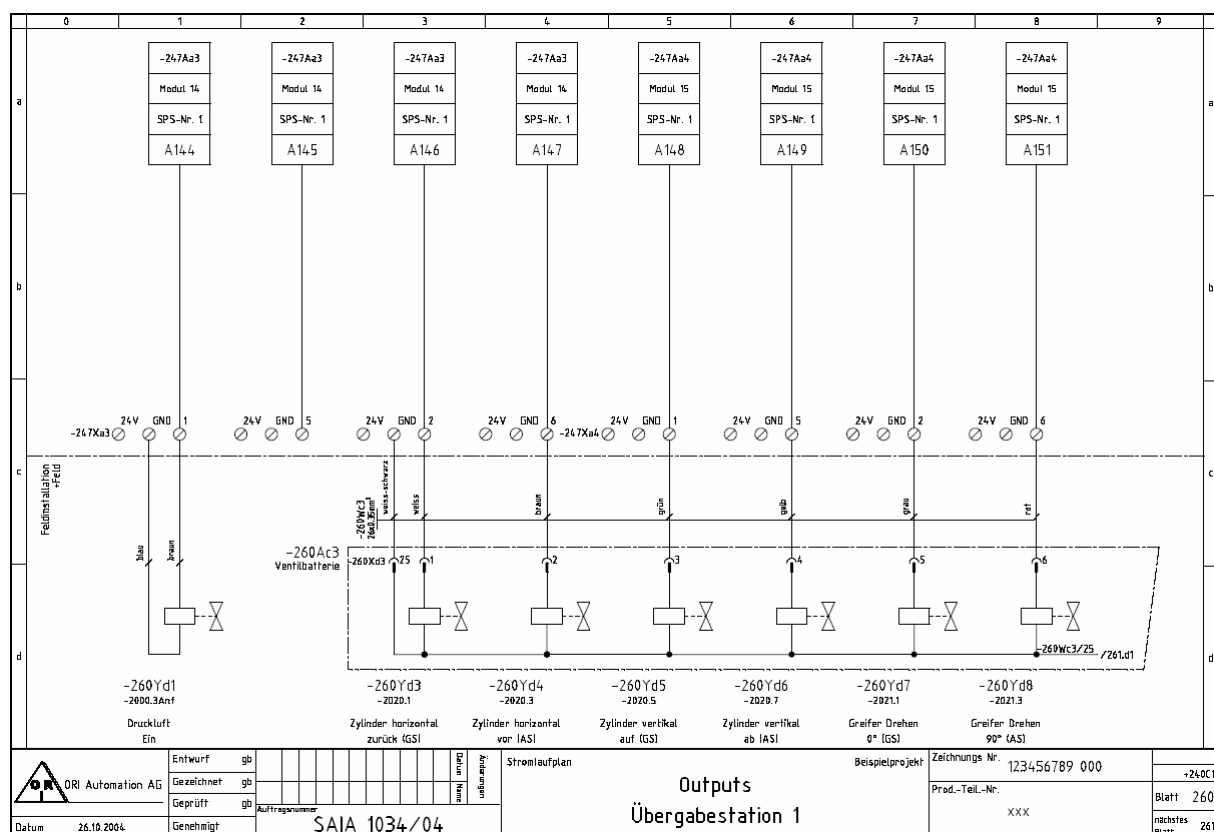 0 1 2 3 4 5 6 7 8 9
-247Aa3 -247Aa3 -247Aa3 -247Aa3 -247Aa4 -247Aa4 -247Aa4 -247Aa4
Modul 14 Modul 14 Modul 14 Modul 14 Modul 15 Modul 15 Modul 15 Modul 15
a a
SPS-Nr. 1 SPS-Nr. 1 SPS-Nr. 1 SPS-Nr. 1 SPS-Nr. 1 SPS-Nr. 1 SPS-Nr. 1 SPS-Nr. 1
A144 A145 A146 A147 A148 A149 A150 A151
b b
24V GND 1 24V GND 5 24V GND 2 24V GND 6 24V GND 1 24V GND 5 24V GND 2 24V GND 6
-247Xa3 -247Xa4
c c
Feldinstallation
+Feld
-260Wc3
26x0.35mm²
weiss-schwarz weiss braun grün gelb grau rot
blau braun
-260Ac3
Ventilbatterie
-260Xd3 25 1 2 3 4 5 6
d d
-260Wc3/25
/261.d1
-260Yd1 -260Yd3 -260Yd4 -260Yd5 -260Yd6 -260Yd7 -260Yd8
-2000.3Anf -2020.1 -2020.3 -2020.5 -2020.7 -2021.1 -2021.3
Druckluft Zylinder horizontal Zylinder horizontal Zylinder vertikal Zylinder vertikal Greifer Drehen Greifer Drehen
Ein zurück (GS) vor (AS) auf (GS) ab (AS) 0° (GS) 90° (AS)
OR
ORI Automation AG
Datum 26.10.2004
Entwurf gb
Gezeichnet gb
Geprüft gb
Genehmigt
Datum Name
Änderungen
Auftragsnummer
SAIA 1034/04
Stromlaufplan
Beispielprojekt
Outputs
Übergabestation 1
Zeichnungs Nr. 123456789 000
Prod.-Teil.-Nr.
xxx
+240C1
Blatt 260
nächstes
Blatt 261